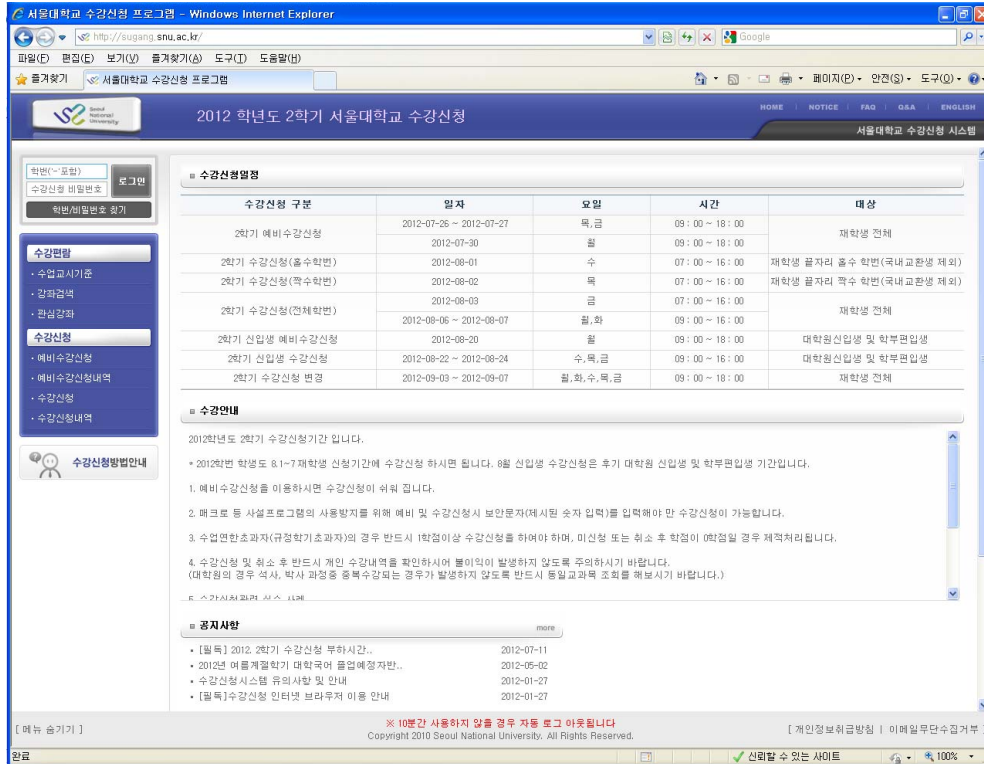 서울대학교 수강신청 프로그램 - Windows Internet Explorer
http://sugang.snu.ac.kr/
Google
파일(F) 편집(E) 보기(V) 즐겨찾기(A) 도구(T) 도움말(H)
즐겨찾기 서울대학교 수강신청 프로그램 페이지(P) 안전(S) 도구(O)
Seoul National University
2012 학년도 2학기 서울대학교 수강신청
HOME | NOTICE | FAQ | Q&A | ENGLISH
서울대학교 수강신청 시스템
학번('-'포함)
수강신청 비밀번호
로그인
학번/비밀번호 찾기
수강편람
· 수업교시기준
· 강좌검색
· 관심강좌
수강신청
· 예비수강신청
· 예비수강신청내역
· 수강신청
· 수강신청내역
수강신청방법안내
수강신청일정
수강신청 구분 일자 요일 시간 대상
2학기 예비수강신청 2012-07-26 ~ 2012-07-27 목,금 09 : 00 ~ 18 : 00 재학생 전체
2012-07-30 월 09 : 00 ~ 18 : 00
2학기 수강신청(홀수학번) 2012-08-01 수 07 : 00 ~ 16 : 00 재학생 끝자리 홀수 학번(국내교환생 제외)
2학기 수강신청(짝수학번) 2012-08-02 목 07 : 00 ~ 16 : 00 재학생 끝자리 짝수 학번(국내교환생 제외)
2학기 수강신청(전체학번) 2012-08-03 금 07 : 00 ~ 16 : 00 재학생 전체
2012-08-06 ~ 2012-08-07 월,화 09 : 00 ~ 16 : 00
2학기 신입생 예비수강신청 2012-08-20 월 09 : 00 ~ 18 : 00 대학원신입생 및 학부편입생
2학기 신입생 수강신청 2012-08-22 ~ 2012-08-24 수,목,금 09 : 00 ~ 16 : 00 대학원신입생 및 학부편입생
2학기 수강신청 변경 2012-09-03 ~ 2012-09-07 월,화,수,목,금 09 : 00 ~ 18 : 00 재학생 전체
수강안내
2012학년도 2학기 수강신청기간 입니다.
* 2012학번 학생도 8.1~7 재학생 신청기간에 수강신청 하시면 됩니다. 8월 신입생 수강신청은 후기 대학원 신입생 및 학부편입생 기간입니다.
1. 예비수강신청을 이용하시면 수강신청이 쉬워 집니다.
2. 매크로 등 사설프로그램의 사용방지를 위해 예비 및 수강신청시 보안문자(제시된 숫자 입력)를 입력해야 만 수강신청이 가능합니다.
3. 수업연한초과자(규정학기초과자)의 경우 반드시 1학점이상 수강신청을 하여야 하며, 미신청 또는 취소 후 학점이 0학점일 경우 제적처리됩니다.
4. 수강신청 및 취소 후 반드시 개인 수강내역을 확인하시어 불이익이 발생하지 않도록 주의하시기 바랍니다.
(대학원의 경우 석사, 박사 과정중 중복수강되는 경우가 발생하지 않도록 반드시 동일교과목 조회를 해보시기 바랍니다.)
5. 수강신청관련 실수 사례
공지사항 more
• [필독] 2012. 2학기 수강신청 부하시간.. 2012-07-11
• 2012년 여름계절학기 대학국어 졸업예정자반.. 2012-05-02
• 수강신청시스템 유의사항 및 안내 2012-01-27
• [필독]수강신청 인터넷 브라우저 이용 안내 2012-01-27
[ 메뉴 숨기기 ]
※ 10분간 사용하지 않을 경우 자동 로그 아웃됩니다
Copyright 2010 Seoul National University. All Rights Reserved.
[ 개인정보취급방침 | 이메일무단수집거부 ]
완료 신뢰할 수 있는 사이트 100%